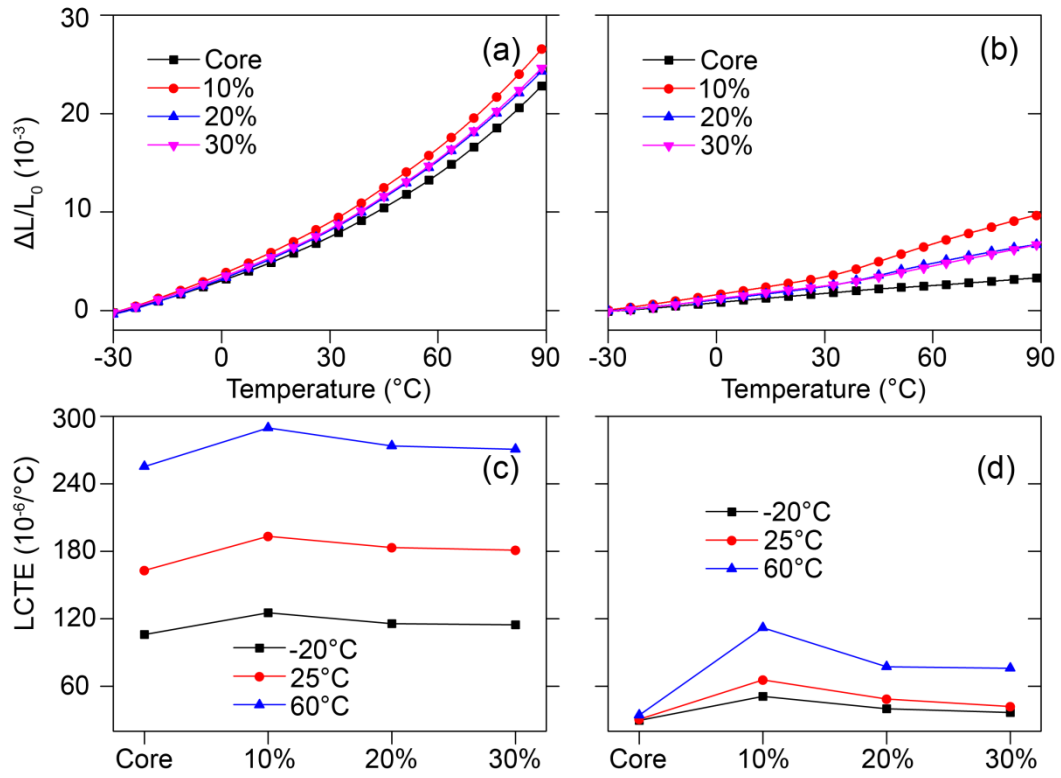 30
20
10
0
ΔL/L₀ (10⁻³)
Core
10%
20%
30%
(a)
-30
0
30
60
90
Temperature (°C)
Core
10%
20%
30%
(b)
-30
0
30
60
90
Temperature (°C)
300
240
180
120
60
LCTE (10⁻⁶/°C)
(c)
-20°C
25°C
60°C
Core
10%
20%
30%
(d)
-20°C
25°C
60°C
Core
10%
20%
30%